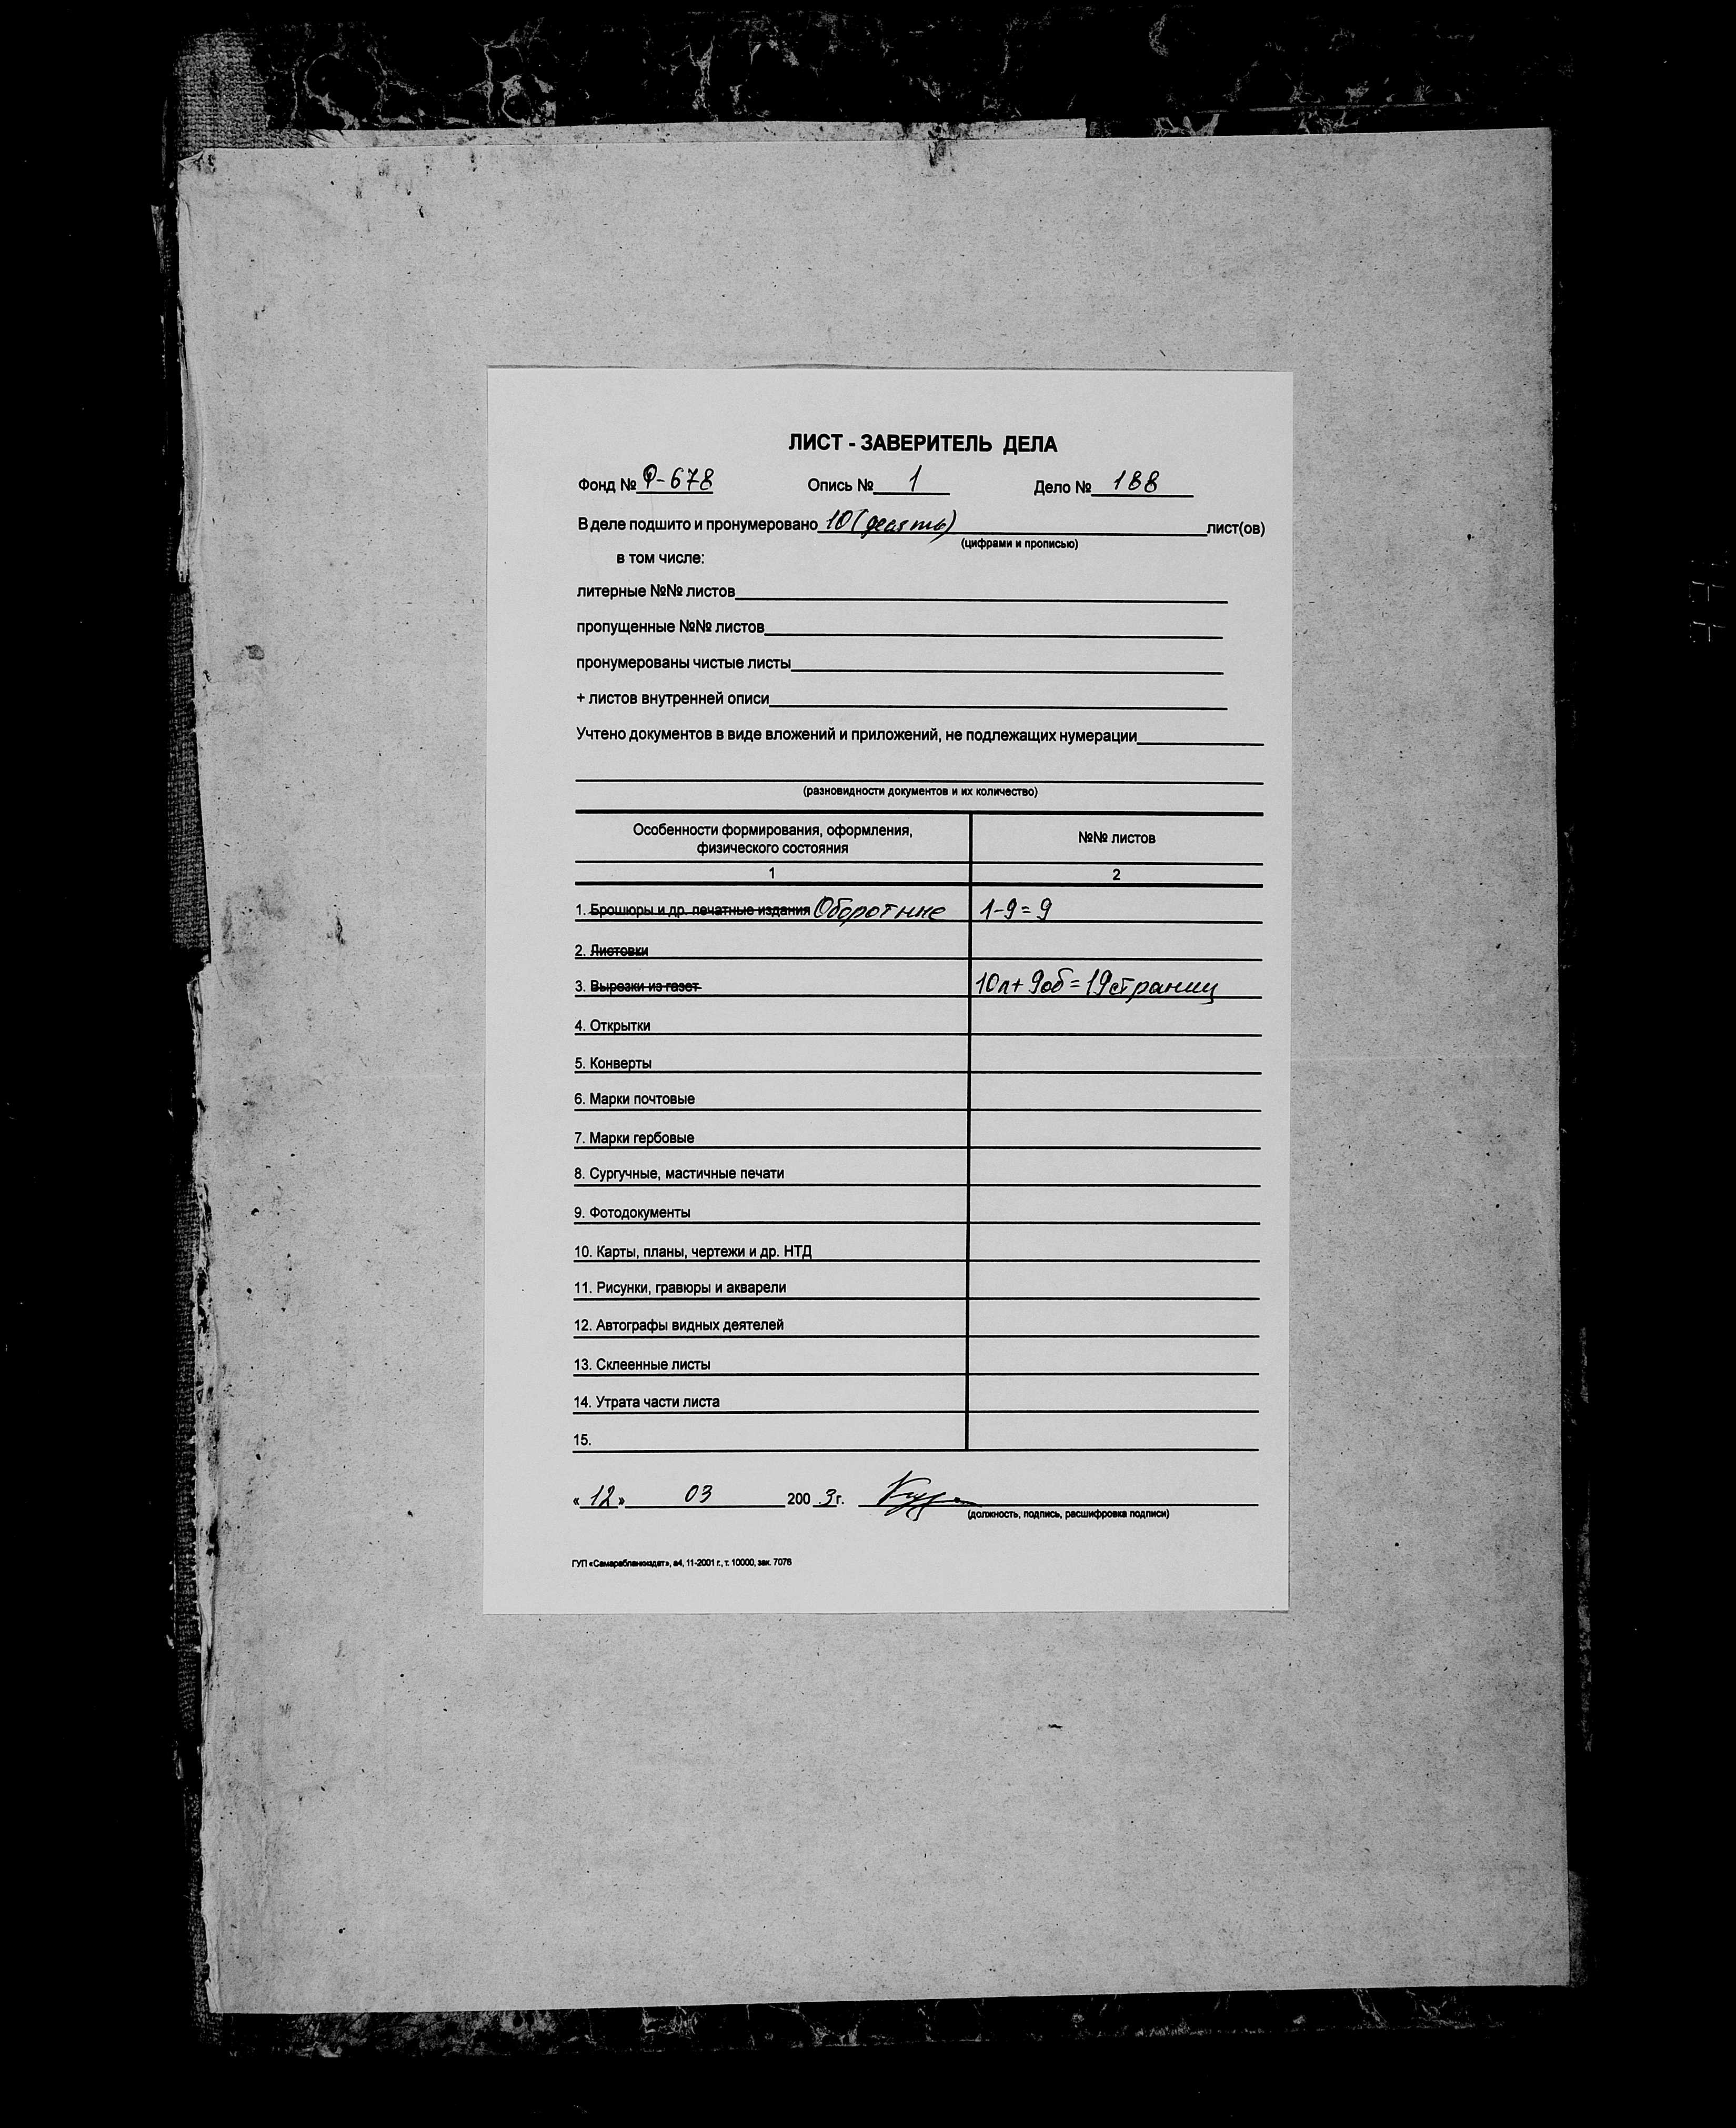 ЛИСТ - ЗАВЕРИТЕЛЬ ДЕЛА
Фонд № Ф-678 Опись № 1 Дело № 188
В деле подшито и пронумеровано 10 (десять) лист(ов)
(цифрами и прописью)
в том числе:
литерные №№ листов
пропущенные №№ листов
пронумерованы чистые листы
+ листов внутренней описи
Учтено документов в виде вложений и приложений, не подлежащих нумерации
(разновидности документов и их количество)
Особенности формирования, оформления, №№ листов
физического состояния
1 2
1. Брошюры и др. печатные издания Оборотные 1-9=9
2. Листовки
3. Вырезки из газет 10л+9об=19страниц
4. Открытки
5. Конверты
6. Марки почтовые
7. Марки гербовые
8. Сургучные, мастичные печати
9. Фотодокументы
10. Карты, планы, чертежи и др. НТД
11. Рисунки, гравюры и акварели
12. Автографы видных деятелей
13. Склеенные листы
14. Утрата части листа
15.
«12» 03 2003г.
(должность, подпись, расшифровка подписи)
ГУП «Самарабланкиздат», а4, 11-2001 г., т. 10000, зак. 7076